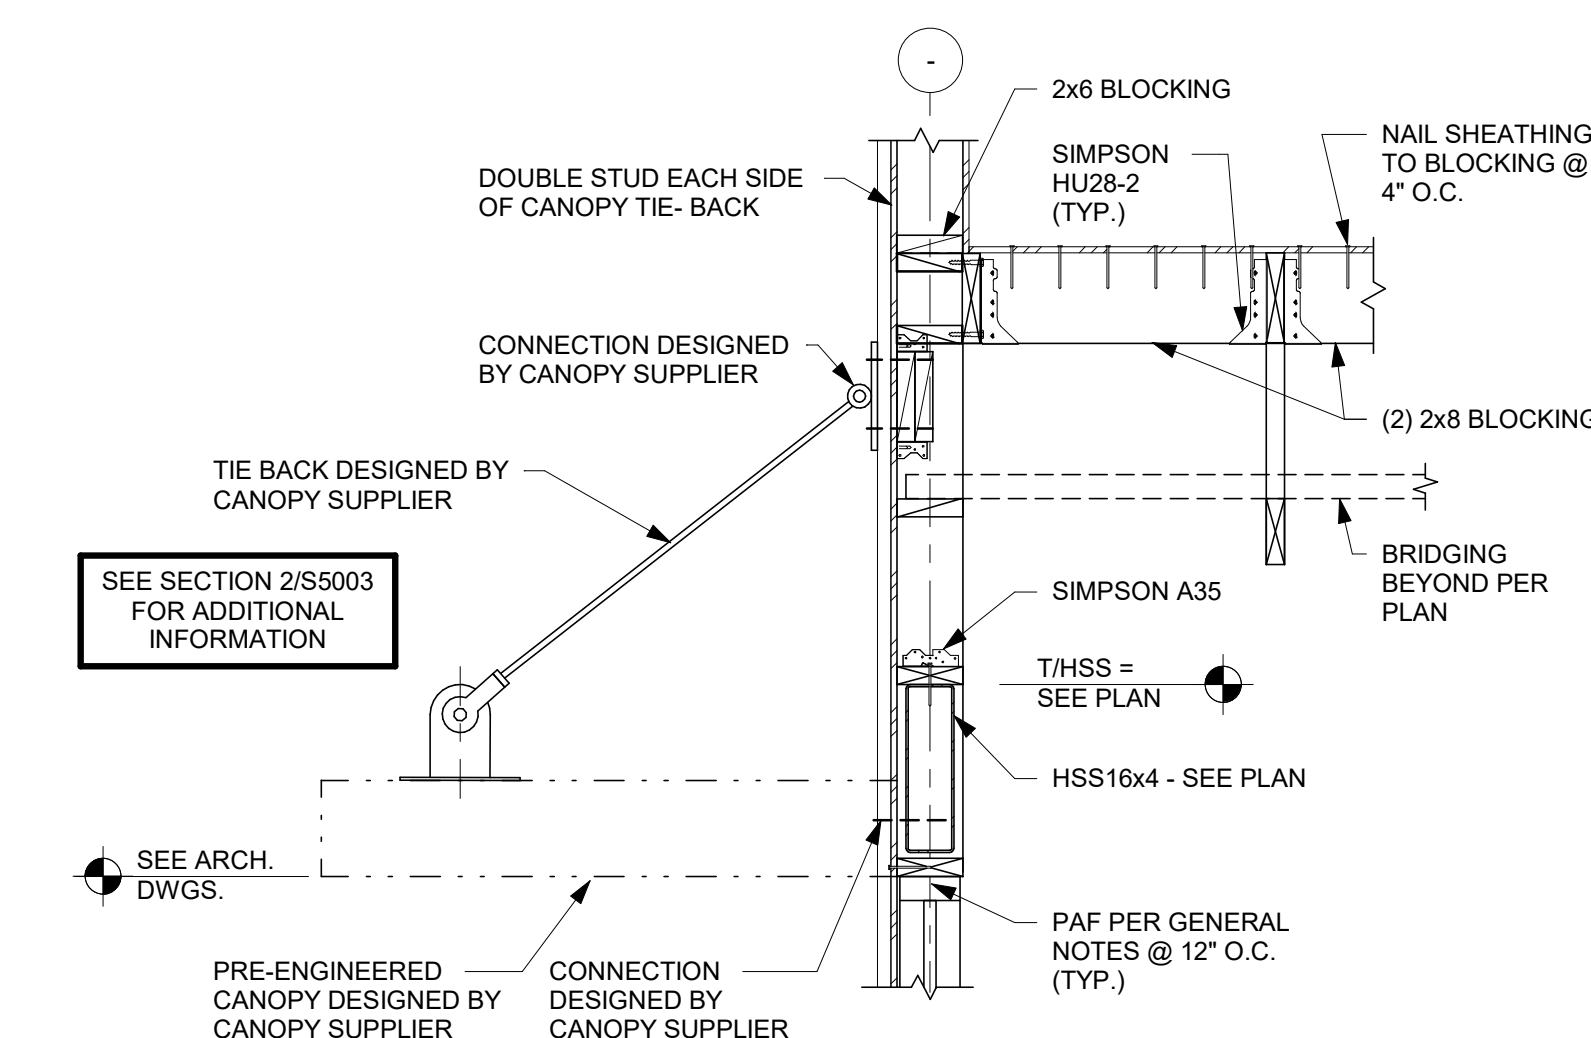 -
2x6 BLOCKING
SIMPSON
HU28-2
(TYP.)
NAIL SHEATHING
TO BLOCKING @
4" O.C.
DOUBLE STUD EACH SIDE
OF CANOPY TIE- BACK
CONNECTION DESIGNED
BY CANOPY SUPPLIER
(2) 2x8 BLOCKING
TIE BACK DESIGNED BY
CANOPY SUPPLIER
SEE SECTION 2/S5003
FOR ADDITIONAL
INFORMATION
BRIDGING
BEYOND PER
PLAN
SIMPSON A35
T/HSS =
SEE PLAN
HSS16x4 - SEE PLAN
SEE ARCH.
DWGS.
PAF PER GENERAL
NOTES @ 12" O.C.
(TYP.)
PRE-ENGINEERED
CANOPY DESIGNED BY
CANOPY SUPPLIER
CONNECTION
DESIGNED BY
CANOPY SUPPLIER